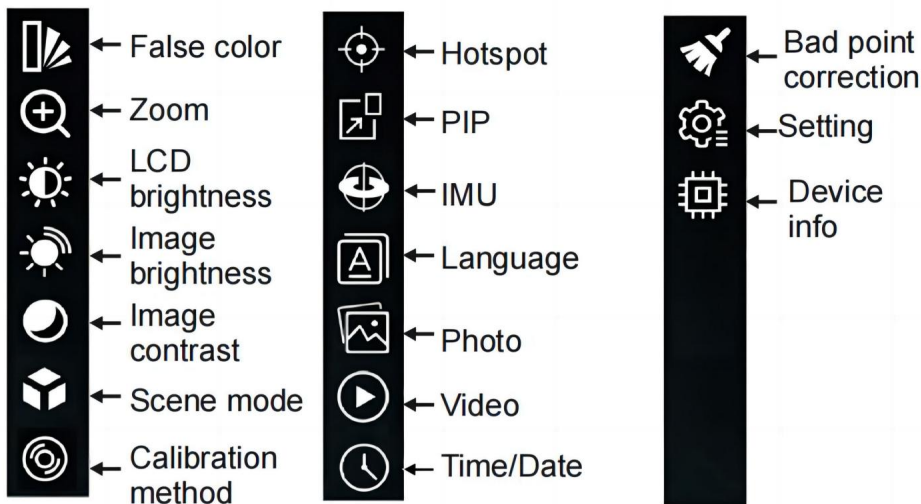 False color
Zoom
LCD
brightness
Image
brightness
Image
contrast
Scene mode
Calibration
method
Hotspot
PIP
IMU
A
Language
Photo
Video
Time/Date
Bad point
correction
Setting
Device
info